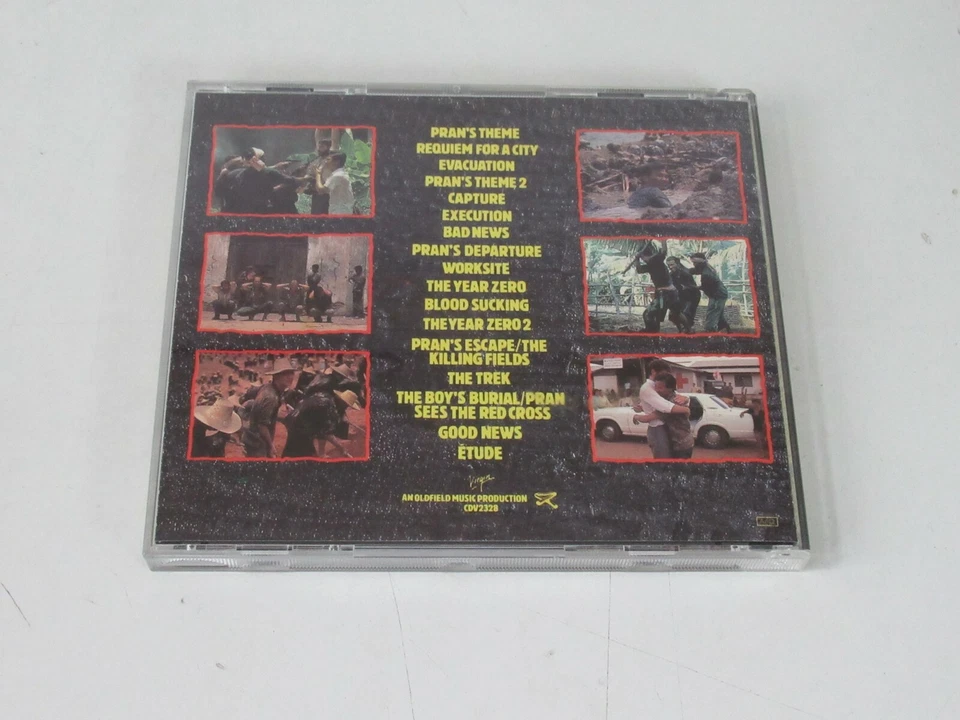 PRAN'S THEME
REQUIEM FOR A CITY
EVACUATION
PRAN'S THEME 2
CAPTURE
EXECUTION
BAD NEWS
PRAN'S DEPARTURE
WORKSITE
THE YEAR ZERO
BLOOD SUCKING
THE YEAR ZERO 2
PRAN'S ESCAPE/THE
KILLING FIELDS
THE TREK
THE BOY'S BURIAL/PRAN
SEES THE RED CROSS
GOOD NEWS
ÉTUDE
Virgin
AN OLDFIELD MUSIC PRODUCTION
CDV2328